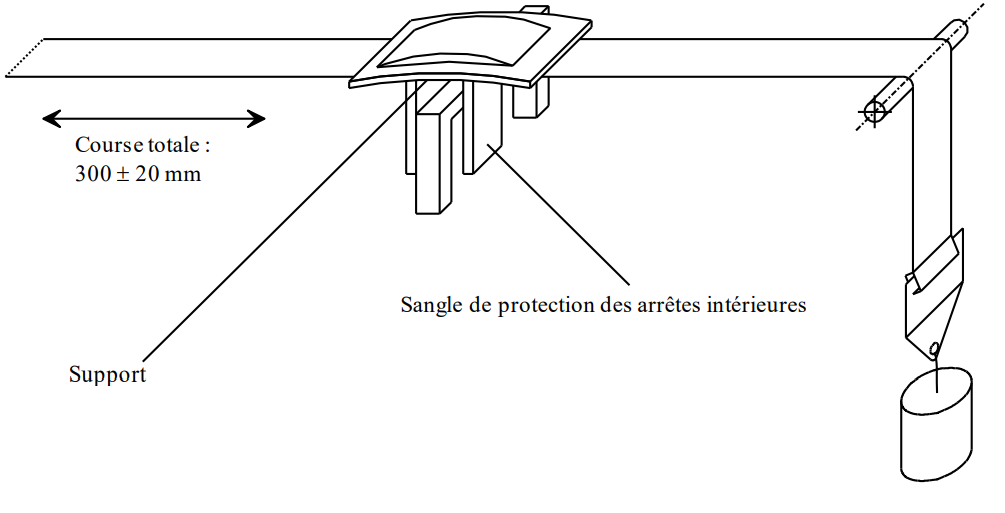 Course totale :
300 ± 20 mm
Sangle de protection des arrêtes intérieures
Support